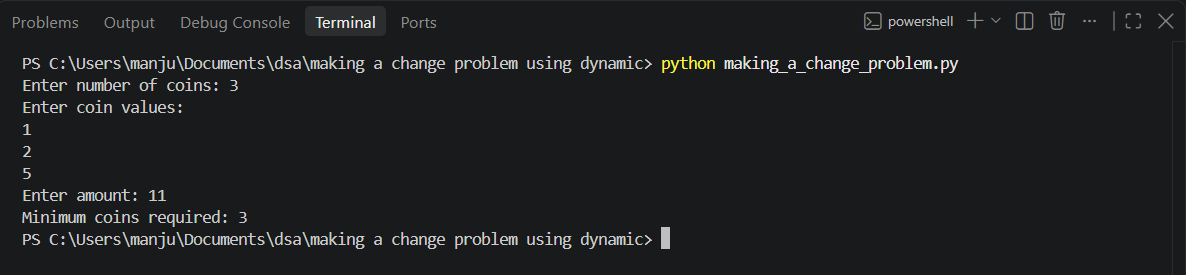 Problems Output Debug Console Terminal Ports powershell
PS C:\Users\manju\Documents\dsa\making a change problem using dynamic> python making_a_change_problem.py
Enter number of coins: 3
Enter coin values:
1
2
5
Enter amount: 11
Minimum coins required: 3
PS C:\Users\manju\Documents\dsa\making a change problem using dynamic>